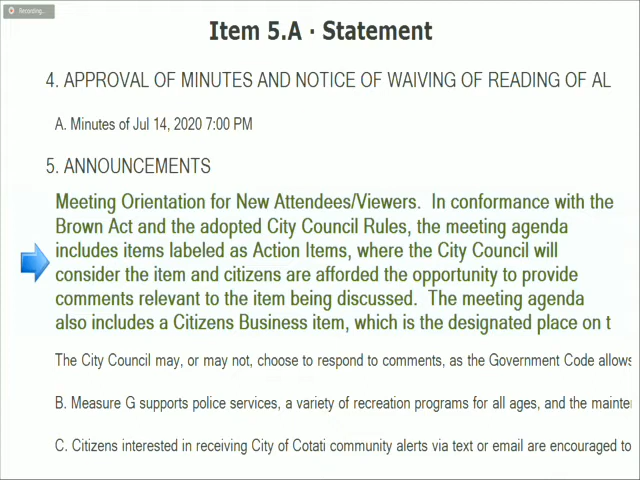 Recording...
Item 5.A · Statement
4. APPROVAL OF MINUTES AND NOTICE OF WAIVING OF READING OF AL
A. Minutes of Jul 14, 2020 7:00 PM
5. ANNOUNCEMENTS
Meeting Orientation for New Attendees/Viewers.  In conformance with the
Brown Act and the adopted City Council Rules, the meeting agenda
includes items labeled as Action Items, where the City Council will
consider the item and citizens are afforded the opportunity to provide
comments relevant to the item being discussed.  The meeting agenda
also includes a Citizens Business item, which is the designated place on t
The City Council may, or may not, choose to respond to comments, as the Government Code allows
B. Measure G supports police services, a variety of recreation programs for all ages, and the mainte
C. Citizens interested in receiving City of Cotati community alerts via text or email are encouraged to